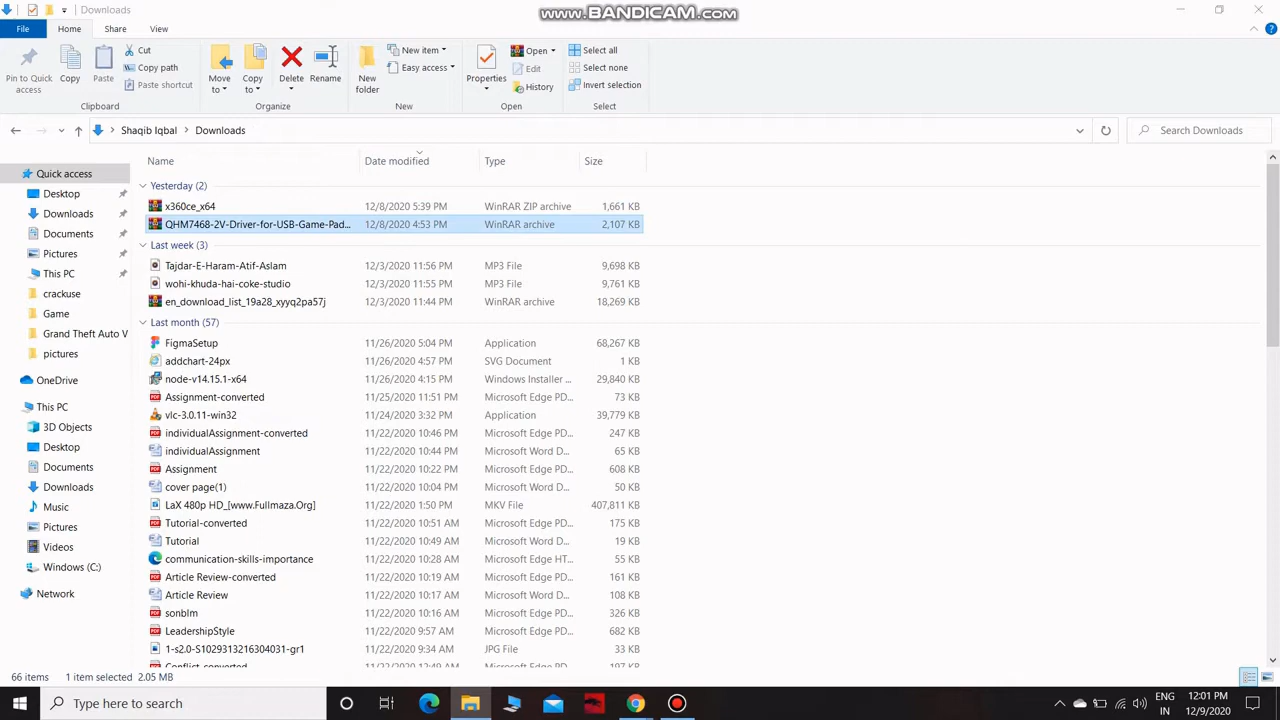 Downloads
www.BANDICAM.com
File Home Share View
Pin to Quick access
Copy
Paste
Cut
Copy path
Paste shortcut
Clipboard
Move to
Copy to
Delete
Rename
Organize
New folder
New item
Easy access
New
Properties
Open
Edit
History
Open
Select all
Select none
Invert selection
Select
Shaqib Iqbal Downloads
Search Downloads
Quick access
Desktop
Downloads
Documents
Pictures
This PC
crackuse
Game
Grand Theft Auto V
pictures
OneDrive
This PC
3D Objects
Desktop
Documents
Downloads
Music
Pictures
Videos
Windows (C:)
Network
Name Date modified Type Size
Yesterday (2)
x360ce_x64 12/8/2020 5:39 PM WinRAR ZIP archive 1,661 KB
QHM7468-2V-Driver-for-USB-Game-Pad... 12/8/2020 4:53 PM WinRAR archive 2,107 KB
Last week (3)
Tajdar-E-Haram-Atif-Aslam 12/3/2020 11:56 PM MP3 File 9,698 KB
wohi-khuda-hai-coke-studio 12/3/2020 11:55 PM MP3 File 9,761 KB
en_download_list_19a28_xyyq2pa57j 12/3/2020 11:44 PM WinRAR archive 18,269 KB
Last month (57)
FigmaSetup 11/26/2020 5:04 PM Application 68,267 KB
addchart-24px 11/26/2020 4:57 PM SVG Document 1 KB
node-v14.15.1-x64 11/26/2020 4:15 PM Windows Installer ... 29,840 KB
Assignment-converted 11/25/2020 11:51 PM Microsoft Edge PD... 73 KB
vlc-3.0.11-win32 11/24/2020 3:32 PM Application 39,779 KB
individualAssignment-converted 11/22/2020 10:46 PM Microsoft Edge PD... 247 KB
individualAssignment 11/22/2020 10:44 PM Microsoft Word D... 65 KB
Assignment 11/22/2020 10:22 PM Microsoft Edge PD... 608 KB
cover page(1) 11/22/2020 10:04 PM Microsoft Word D... 50 KB
LaX 480p HD_[www.Fullmaza.Org] 11/22/2020 1:50 PM MKV File 407,811 KB
Tutorial-converted 11/22/2020 10:51 AM Microsoft Edge PD... 175 KB
Tutorial 11/22/2020 10:49 AM Microsoft Word D... 19 KB
communication-skills-importance 11/22/2020 10:28 AM Microsoft Edge HT... 55 KB
Article Review-converted 11/22/2020 10:19 AM Microsoft Edge PD... 161 KB
Article Review 11/22/2020 10:17 AM Microsoft Word D... 108 KB
sonblm 11/22/2020 10:16 AM Microsoft Edge PD... 326 KB
LeadershipStyle 11/22/2020 9:57 AM Microsoft Edge PD... 682 KB
1-s2.0-S1029313216304031-gr1 11/22/2020 9:34 AM JPG File 33 KB
Conflict-converted 11/22/2020 12:49 AM Microsoft Edge PD... 197 KB
66 items 1 item selected 2.05 MB
Type here to search
ENG
IN
12:01 PM
12/9/2020